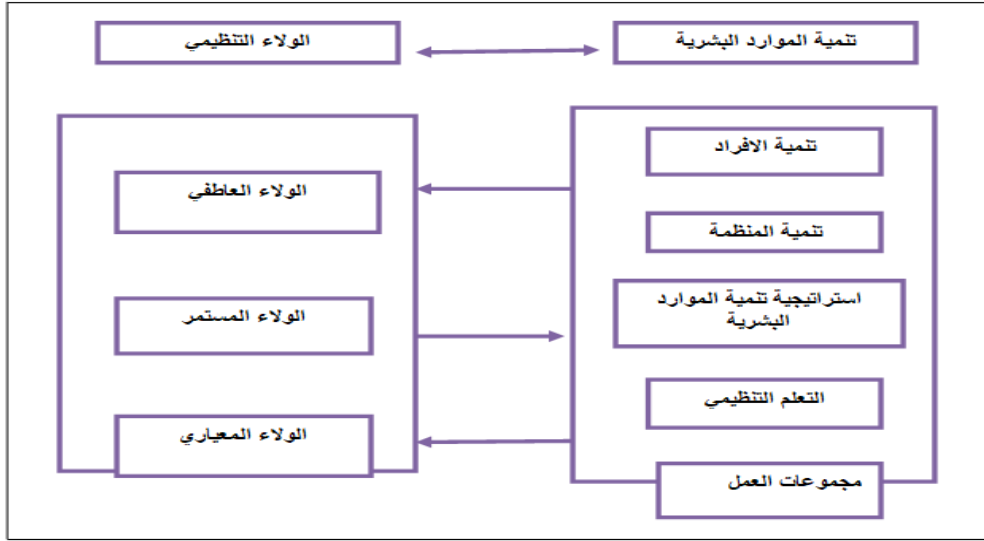 تنمية الموارد البشرية
الولاء التنظيمي
تنمية الافراد
تنمية المنظمة
استراتيجية تنمية الموارد
البشرية
التعلم التنظيمي
مجموعات العمل
الولاء العاطفي
الولاء المستمر
الولاء المعياري